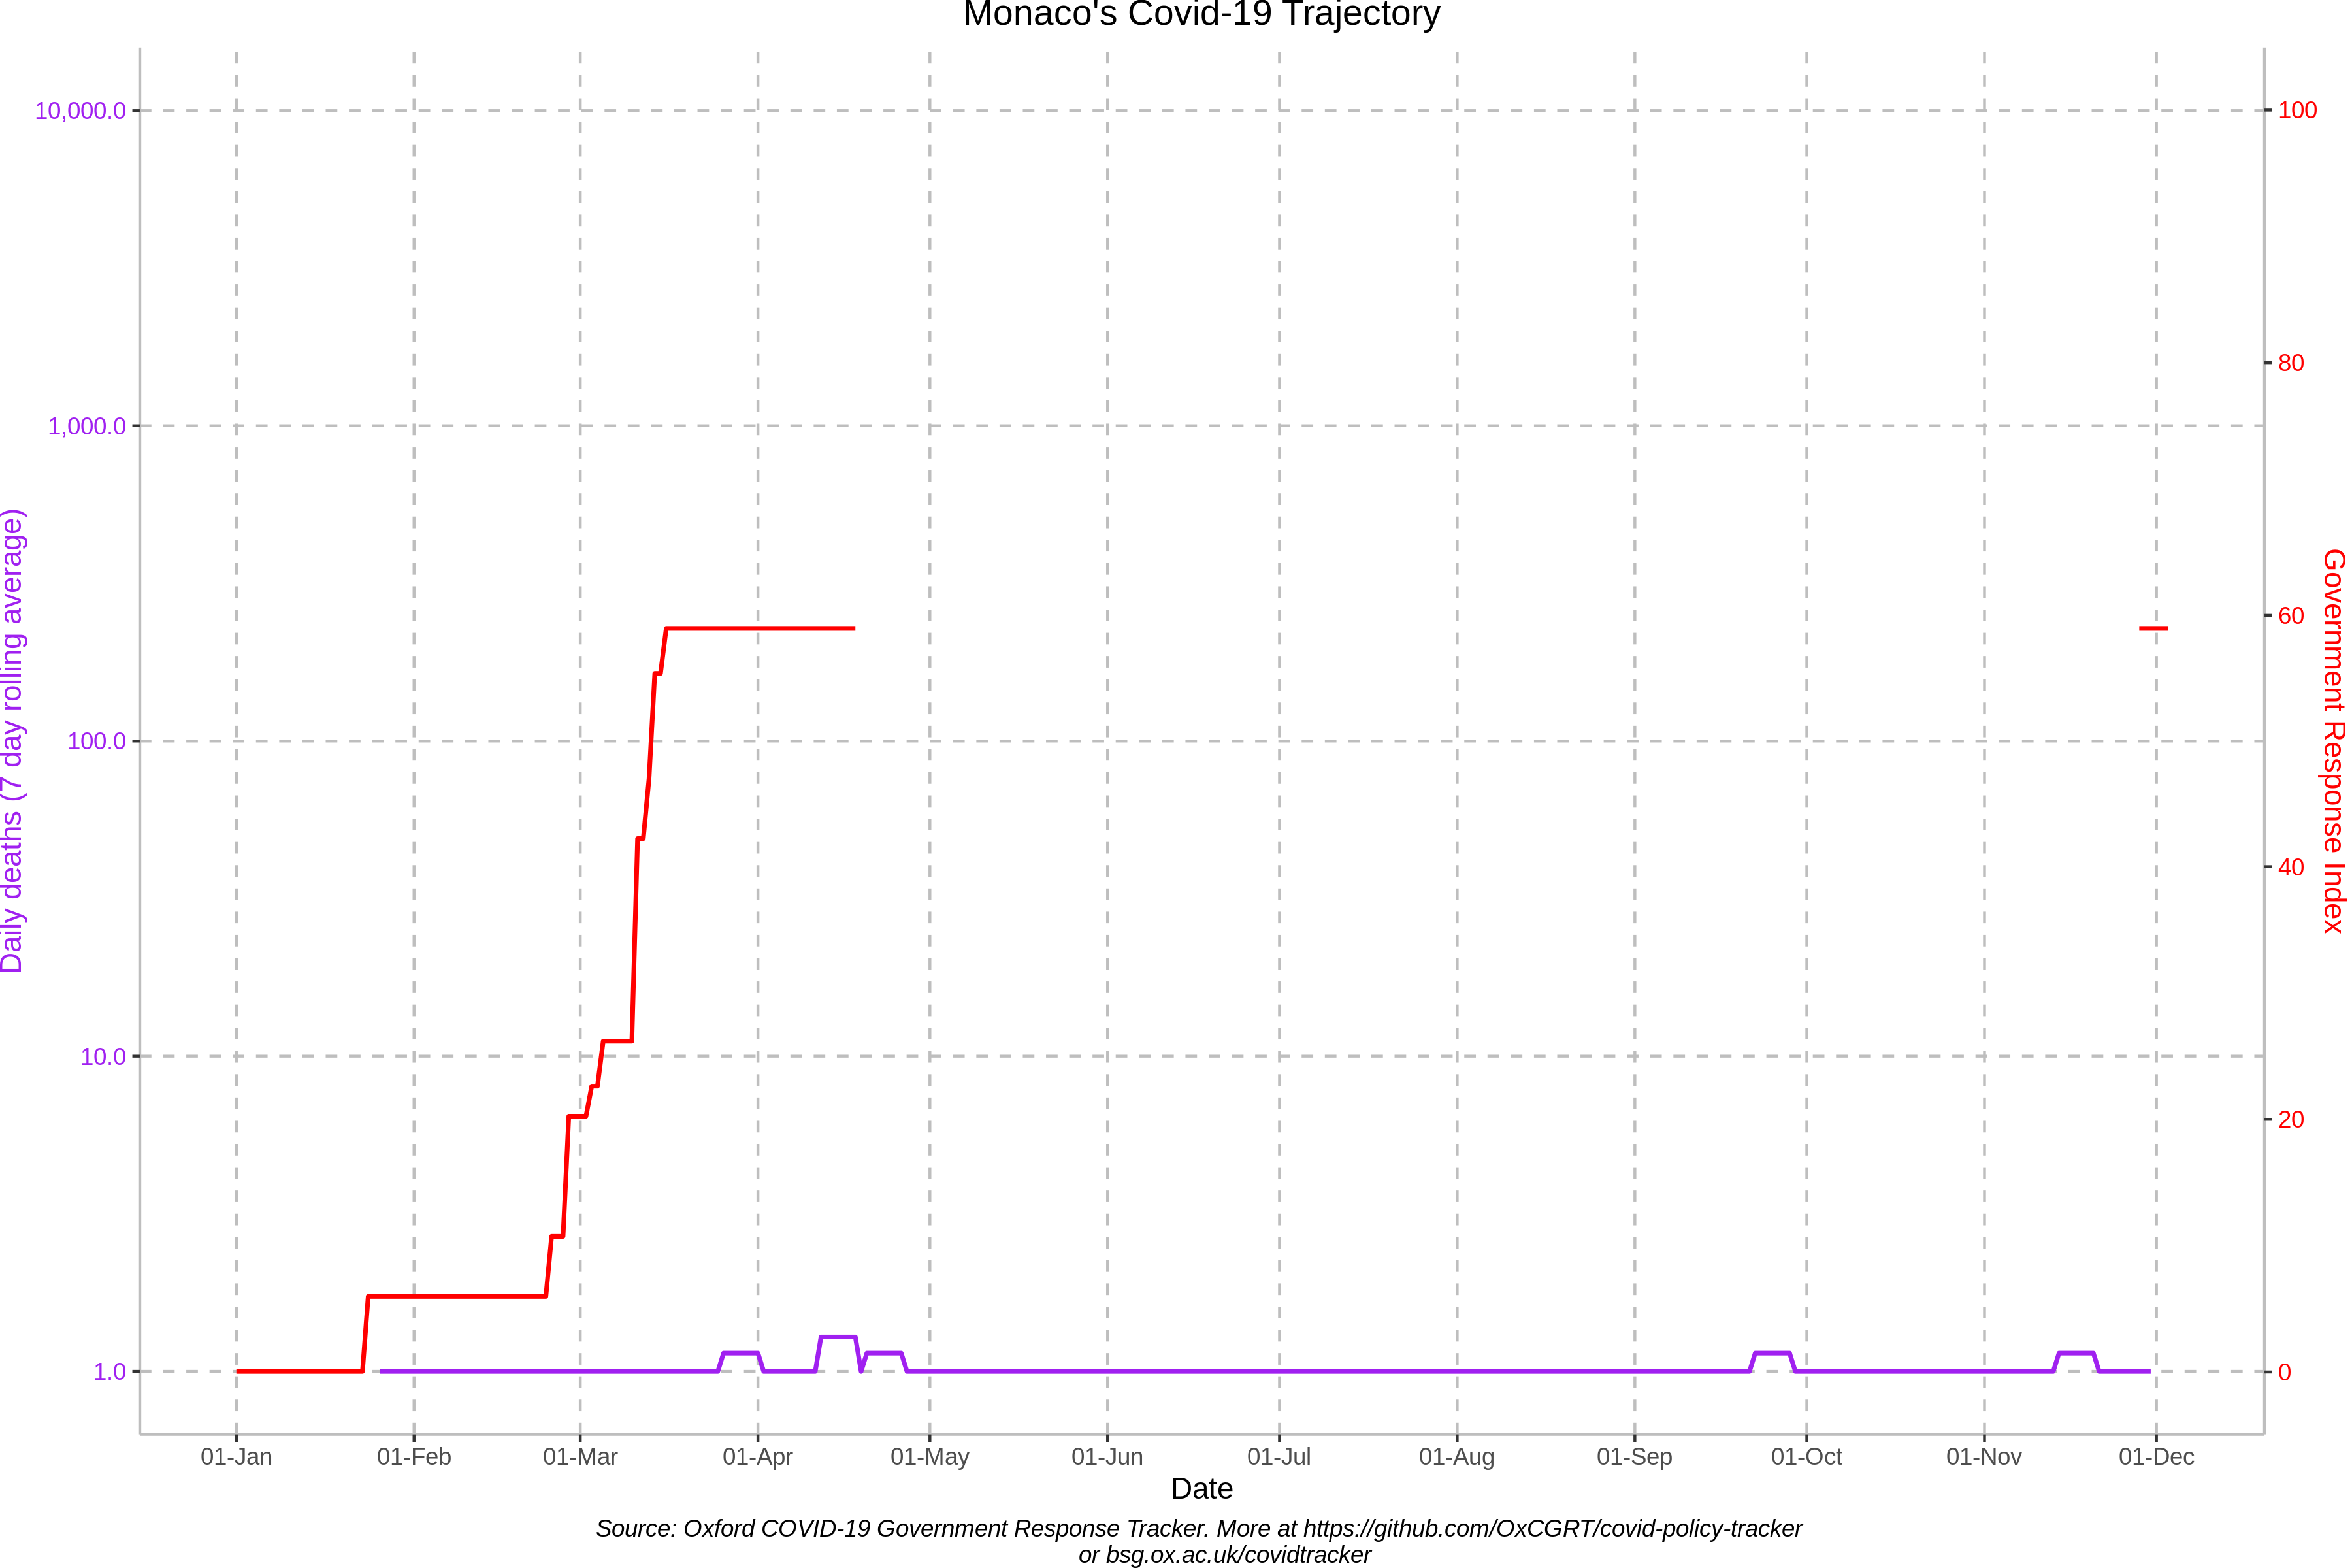 Monaco's Covid-19 Trajectory
10,000.0
1,000.0
100.0
10.0
1.0
Daily deaths (7 day rolling average)
100
80
60
40
20
0
Government Response Index
01-Jan 01-Feb 01-Mar 01-Apr 01-May 01-Jun 01-Jul 01-Aug 01-Sep 01-Oct 01-Nov 01-Dec
Date
Source: Oxford COVID-19 Government Response Tracker. More at https://github.com/OxCGRT/covid-policy-tracker
or bsg.ox.ac.uk/covidtracker